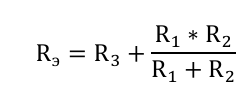 Rэ = R₃ + (R₁ * R₂) / (R₁ + R₂)